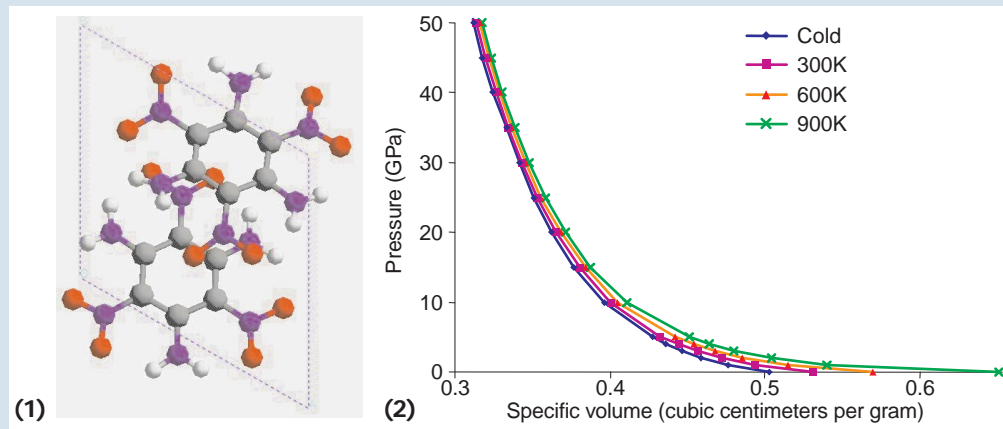 (1)
(2)
Pressure (GPa)
50
40
30
20
10
0
0.3
0.4
0.5
0.6
Specific volume (cubic centimeters per gram)
Cold
300K
600K
900K